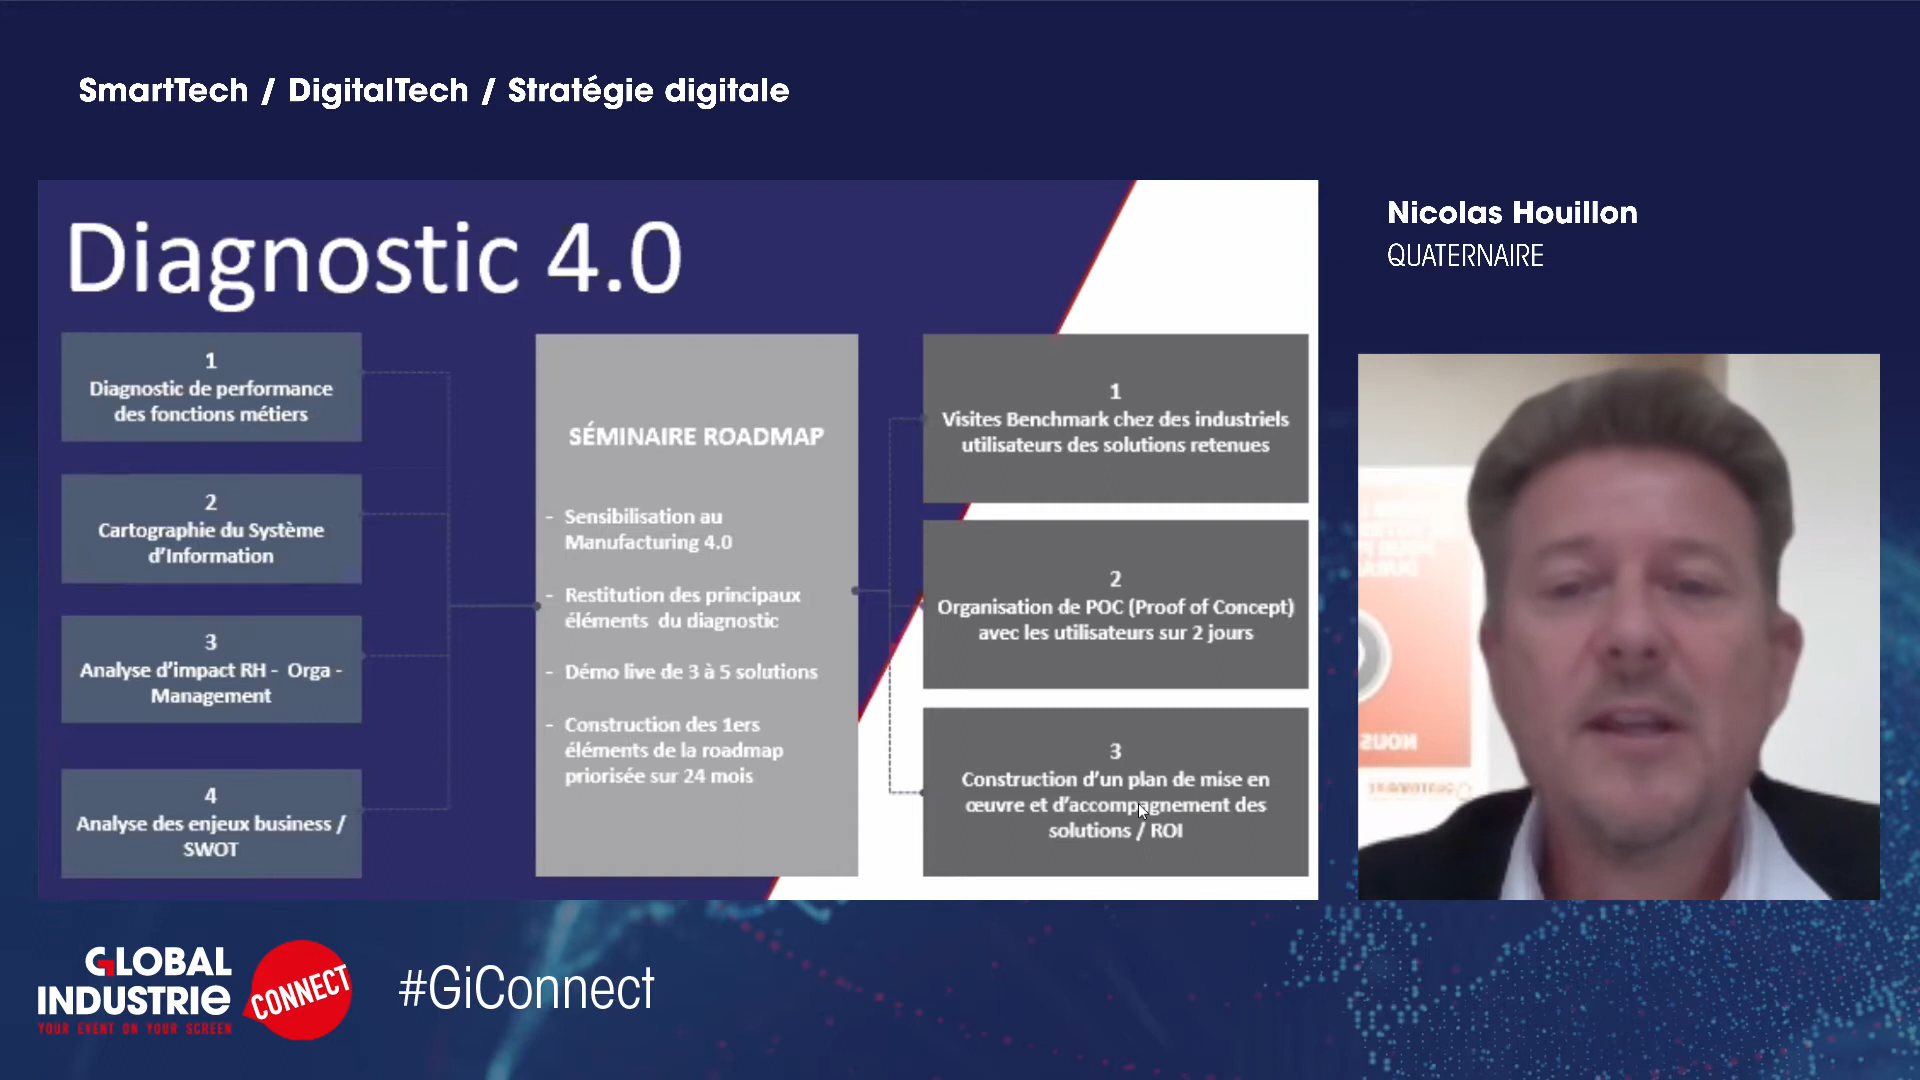 SmartTech / DigitalTech / Stratégie digitale
Diagnostic 4.0
1
Diagnostic de performance
des fonctions métiers
2
Cartographie du Système
d'Information
3
Analyse d'impact RH - Orga -
Management
4
Analyse des enjeux business /
SWOT
SÉMINAIRE ROADMAP
- Sensibilisation au
Manufacturing 4.0
- Restitution des principaux
éléments du diagnostic
- Démo live de 3 à 5 solutions
- Construction des 1ers
éléments de la roadmap
priorisée sur 24 mois
1
Visites Benchmark chez des industriels
utilisateurs des solutions retenues
2
Organisation de POC (Proof of Concept)
avec les utilisateurs sur 2 jours
3
Construction d'un plan de mise en
œuvre et d'accompagnement des
solutions / ROI
Nicolas Houillon
QUATERNAIRE
NOUS
GLOBAL
INDUSTRIE
YOUR EVENT ON YOUR SCREEN
CONNECT
#GiConnect